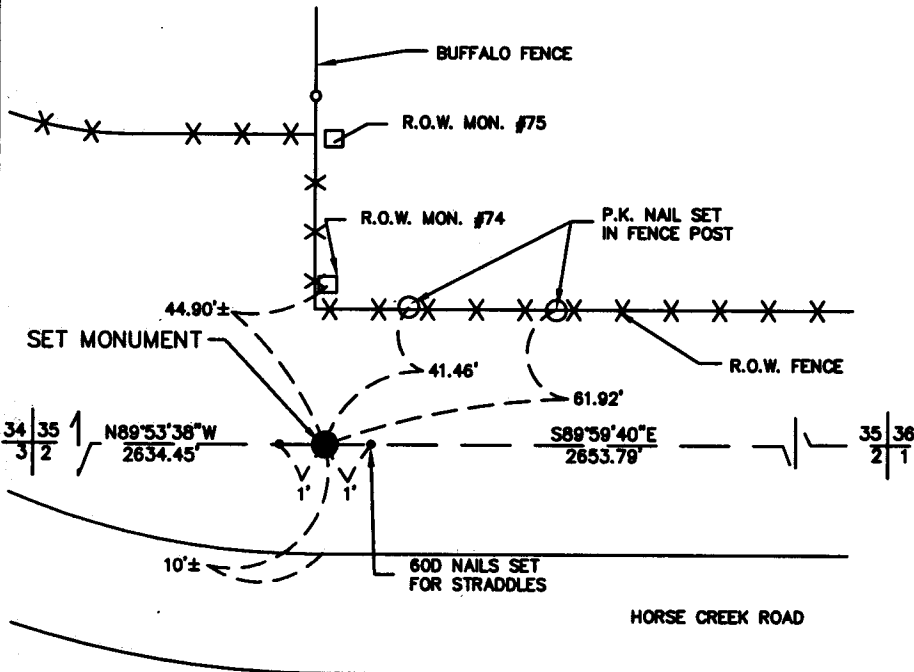 BUFFALO FENCE
R.O.W. MON. #75
R.O.W. MON. #74
P.K. NAIL SET
IN FENCE POST
44.90'±
SET MONUMENT
41.46'
R.O.W. FENCE
61.92'
34 35
3 2
N89°53'38"W
2634.45'
S89°59'40"E
2653.79'
35 36
2 1
1' 1'
10'±
60D NAILS SET
FOR STRADDLES
HORSE CREEK ROAD